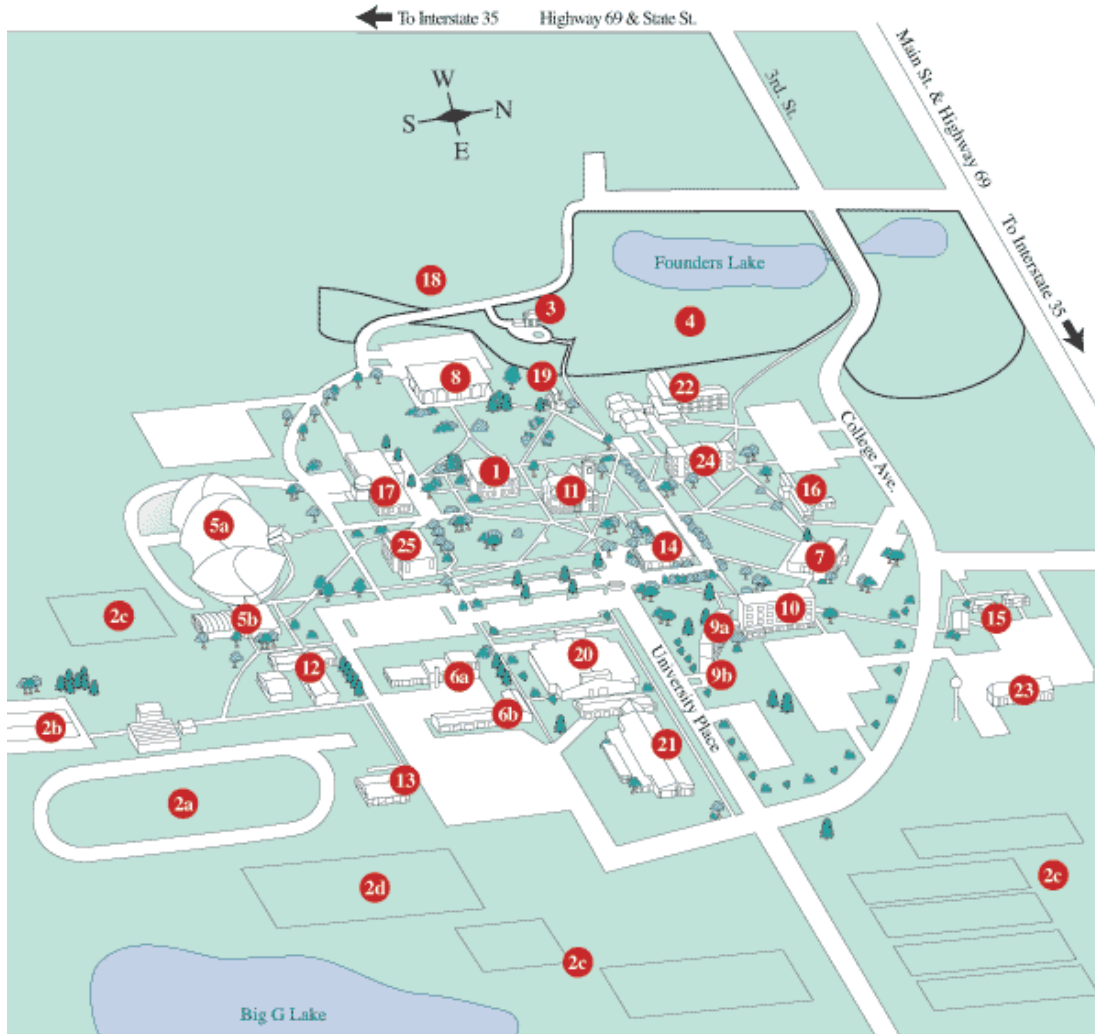 To Interstate 35
Highway 69 & State St.
Main St. & Highway 69
3rd. St.
W
N
S
E
To Interstate 35
Founders Lake
18
3
4
19
8
22
College Ave.
1
24
11
17
16
5a
25
14
7
2c
5b
10
15
9a
20
12
6a
9b
23
6b
University Place
2b
21
13
2a
2d
2c
2c
Big G Lake